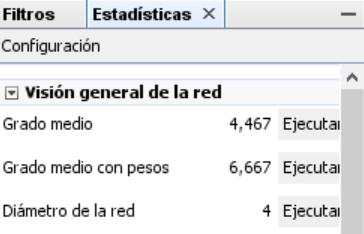 Filtros Estadísticas ×
Configuración
Visión general de la red
Grado medio 4,467 Ejecutar
Grado medio con pesos 6,667 Ejecutar
Diámetro de la red 4 Ejecutar